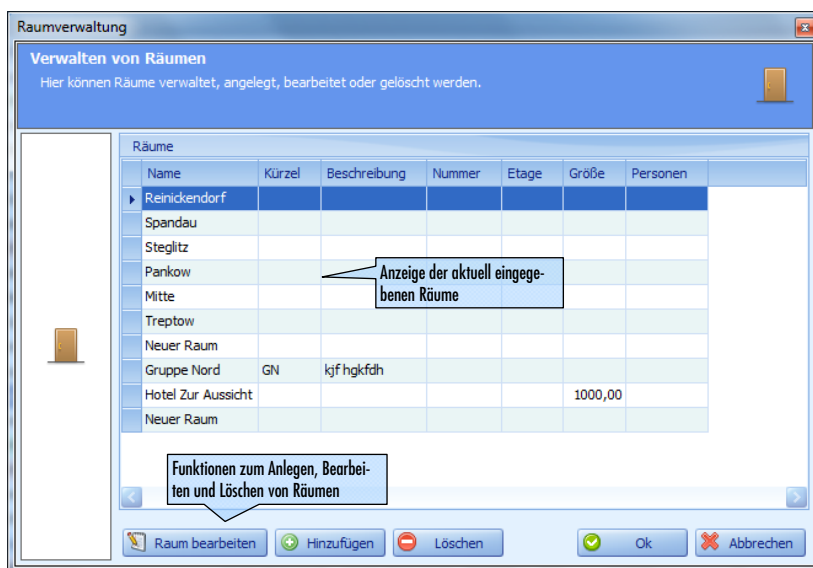 Raumverwaltung
Verwalten von Räumen
Hier können Räume verwaltet, angelegt, bearbeitet oder gelöscht werden.
Räume
Name Kürzel Beschreibung Nummer Etage Größe Personen
Reinickendorf
Spandau
Steglitz
Pankow
Mitte
Treptow
Neuer Raum
Gruppe Nord GN kjf hgkfdh
Hotel Zur Aussicht 1000,00
Neuer Raum
Anzeige der aktuell eingege-
benen Räume
Funktionen zum Anlegen, Bearbei-
ten und Löschen von Räumen
Raum bearbeiten Hinzufügen Löschen Ok Abbrechen